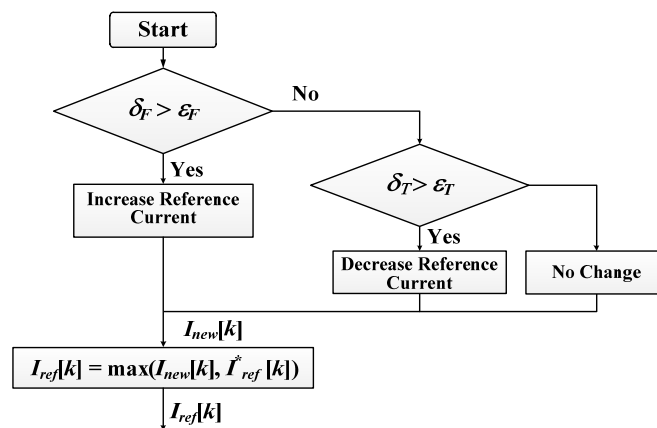 Start
δF > εF
No
Yes
Increase Reference
Current
δT > εT
Yes
Decrease Reference
Current
No Change
Inew[k]
Iref[k] = max(Inew[k], I*ref [k])
Iref[k]